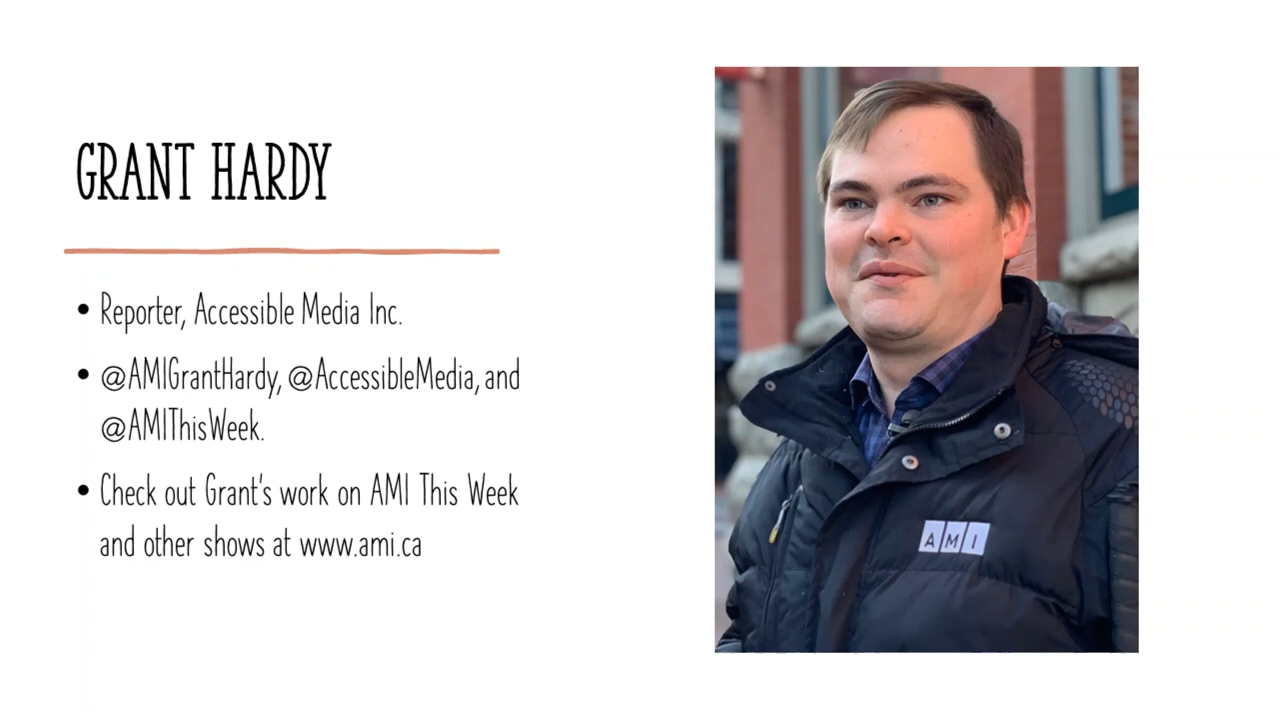 GRANT HARDY
• Reporter, Accessible Media Inc.
• @AMIGrantHardy, @AccessibleMedia, and
@AMIThisWeek.
• Check out Grant's work on AMI This Week
and other shows at www.ami.ca
AMI